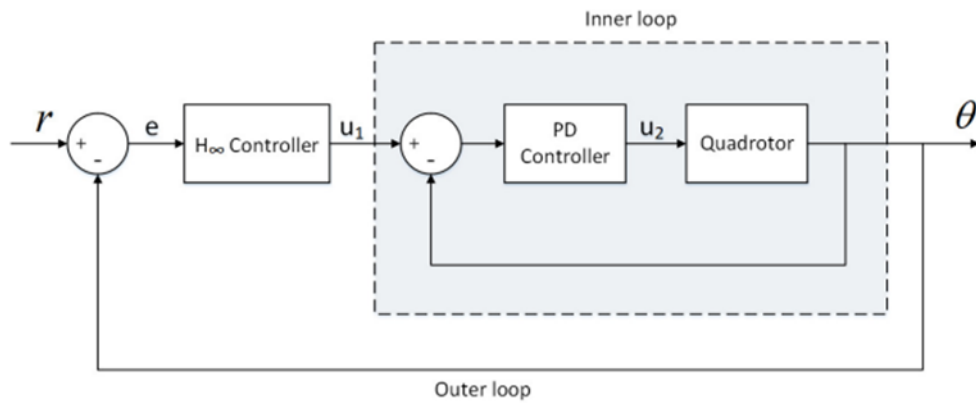 Inner loop
r
+
-
e
H∞ Controller
u1
+
-
PD
Controller
u2
Quadrotor
θ
Outer loop